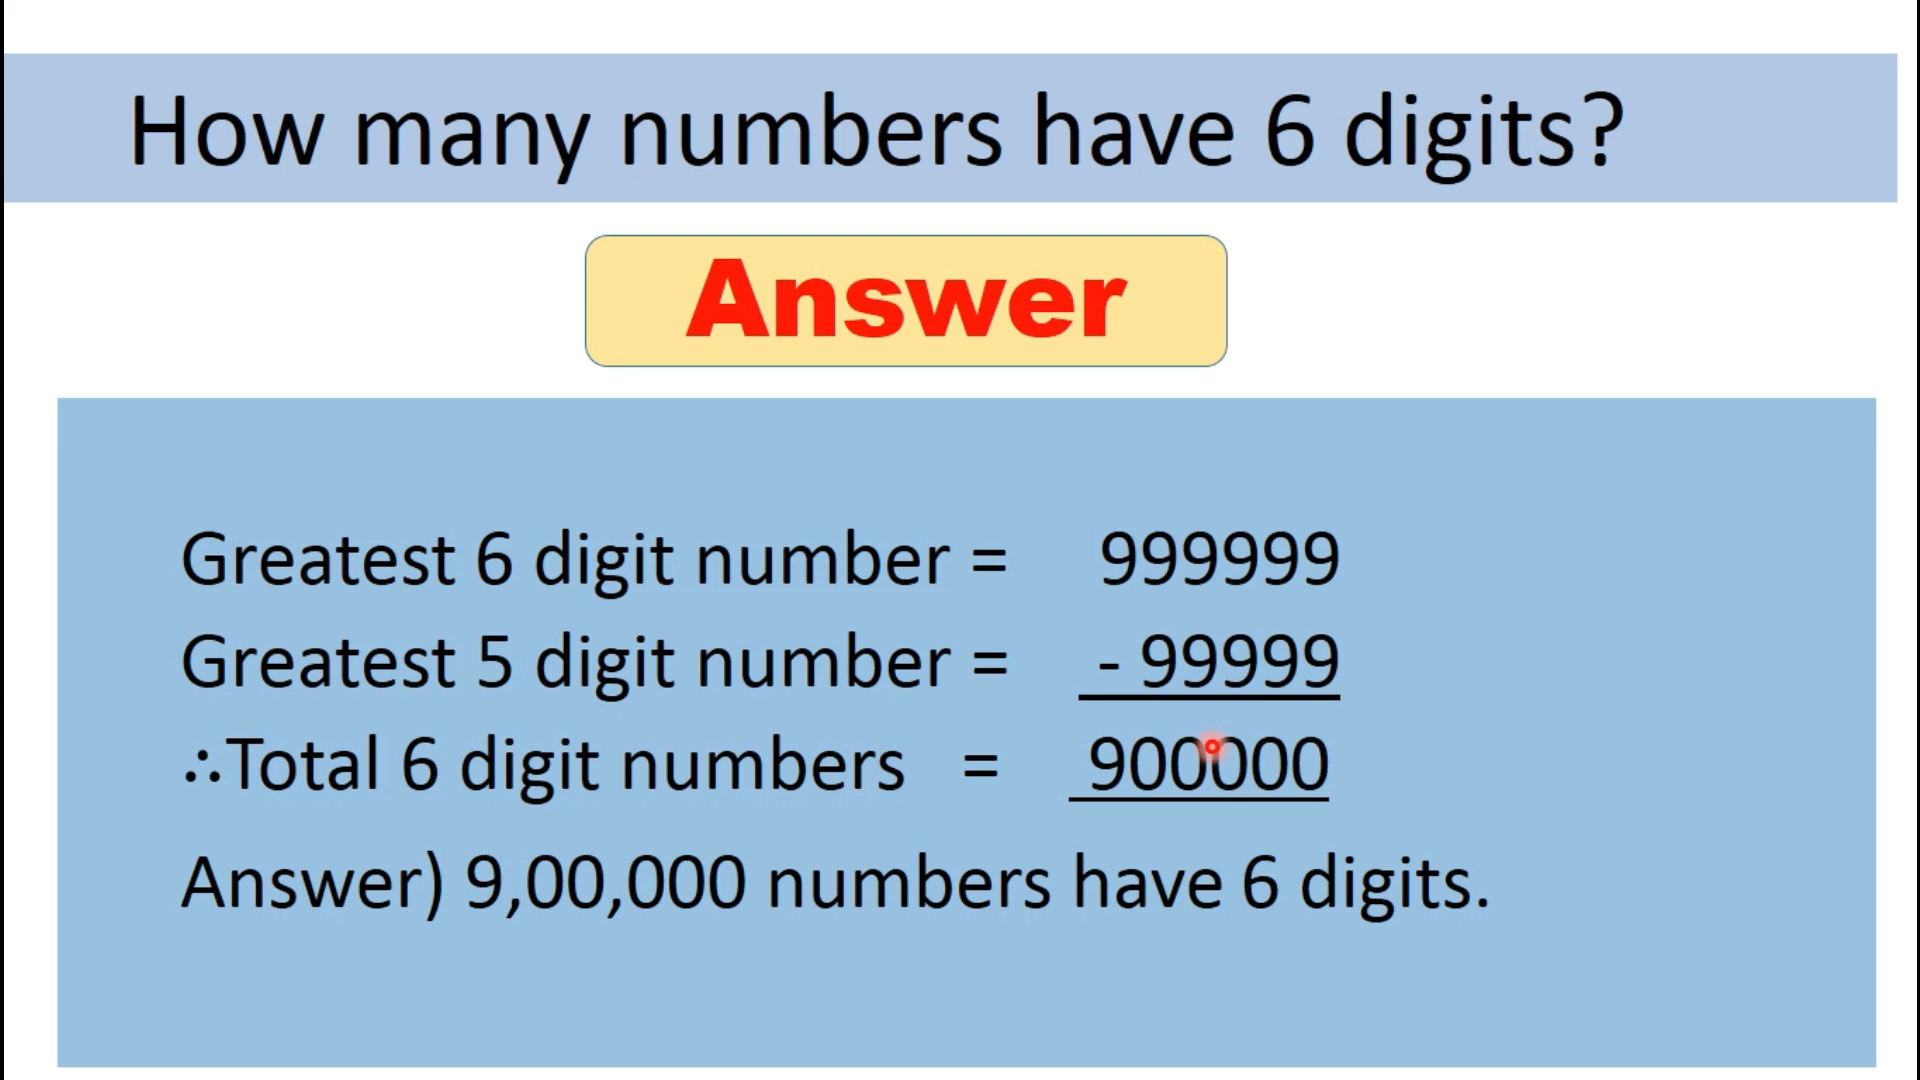 How many numbers have 6 digits?
Answer
Greatest 6 digit number = 999999
Greatest 5 digit number = - 99999
∴Total 6 digit numbers = 900000
Answer) 9,00,000 numbers have 6 digits.